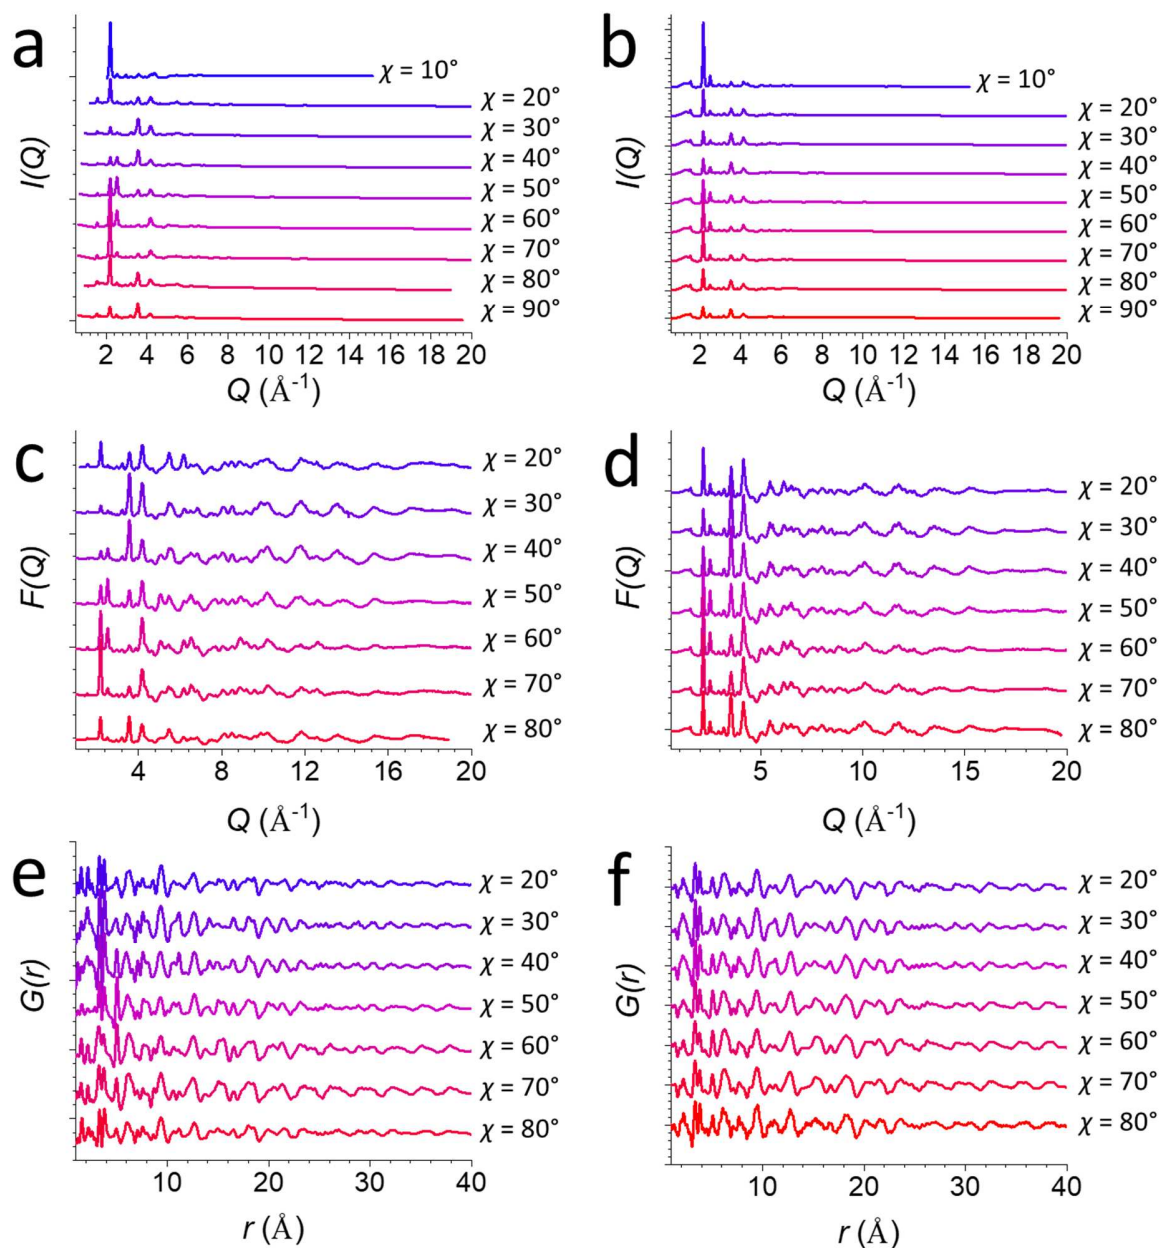 a
I(Q)
χ = 10°
χ = 20°
χ = 30°
χ = 40°
χ = 50°
χ = 60°
χ = 70°
χ = 80°
χ = 90°
2 4 6 8 10 12 14 16 18 20
Q (Å⁻¹)
b
I(Q)
χ = 10°
χ = 20°
χ = 30°
χ = 40°
χ = 50°
χ = 60°
χ = 70°
χ = 80°
χ = 90°
2 4 6 8 10 12 14 16 18 20
Q (Å⁻¹)
c
F(Q)
χ = 20°
χ = 30°
χ = 40°
χ = 50°
χ = 60°
χ = 70°
χ = 80°
4 8 12 16 20
Q (Å⁻¹)
d
F(Q)
χ = 20°
χ = 30°
χ = 40°
χ = 50°
χ = 60°
χ = 70°
χ = 80°
5 10 15 20
Q (Å⁻¹)
e
G(r)
χ = 20°
χ = 30°
χ = 40°
χ = 50°
χ = 60°
χ = 70°
χ = 80°
10 20 30 40
r (Å)
f
G(r)
χ = 20°
χ = 30°
χ = 40°
χ = 50°
χ = 60°
χ = 70°
χ = 80°
10 20 30 40
r (Å)